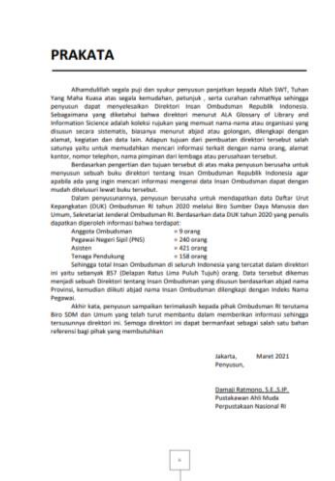 PRAKATA
Alhamdulillah segala puji dan syukur penyusun panjatkan kepada Allah SWT, Tuhan
Yang Maha Kuasa atas segala kemudahan, petunjuk , serta curahan rahmatNya sehingga
penyusun dapat menyelesaikan Direktori Insan Ombudsman Republik Indonesia.
Sebagaimana yang diketahui bahwa direktori menurut ALA Glossary of Library and
Information Sicience adalah koleksi rujukan yang memuat nama-nama atau organisasi yang
disusun secara sistematis, biasanya menurut abjad atau golongan, dilengkapi dengan
alamat, kegiatan dan data lain. Adapun tujuan dari pembuatan direktori tersebut salah
satunya yaitu untuk memudahkan mencari informasi terkait dengan nama orang, alamat
kantor, nomor telephon, nama pimpinan dari lembaga atau perusahaan tersebut.
Berdasarkan pengertian dan tujuan tersebut di atas maka penyusun berusaha untuk
menyusun sebuah buku direktori tentang Insan Ombudsman Republik Indonesia agar
apabila ada yang ingin mencari informasi mengenai data Insan Ombudsman dapat dengan
mudah ditelusuri lewat buku tersebut.
Dalam penyusunannya, penyusun berusaha untuk mendapatkan data Daftar Urut
Kepangkatan (DUK) Ombudsman RI tahun 2020 melalui Biro Sumber Daya Manusia dan
Umum, Sekretariat Jenderal Ombudsman RI. Berdasarkan data DUK tahun 2020 yang penulis
dapatkan diperoleh informasi bahwa terdapat:
Anggota Ombudsman = 9 orang
Pegawai Negeri Sipil (PNS) = 240 orang
Asisten = 421 orang
Tenaga Pendukung = 158 orang
Sehingga total Insan Ombudsman di seluruh Indonesia yang tercatat dalam direktori
ini yaitu sebanyak 857 (Delapan Ratus Lima Puluh Tujuh) orang. Data tersebut dikemas
menjadi sebuah Direktori tentang Insan Ombudsman yang disusun berdasarkan abjad nama
Provinsi, kemudian diikuti abjad nama Insan Ombudsman dilengkapi dengan Indeks Nama
Pegawai.
Akhir kata, penyusun sampaikan terimakasih kepada pihak Ombudsman RI terutama
Biro SDM dan Umum yang telah turut membantu dalam memberikan informasi sehingga
tersusunnya direktori ini. Semoga direktori ini dapat bermanfaat sebagai salah satu bahan
referensi bagi pihak yang membutuhkan
Jakarta, Maret 2021
Penyusun,
Damaji Ratmono, S.E.,S.IP.
Pustakawan Ahli Muda
Perpustakaan Nasional RI